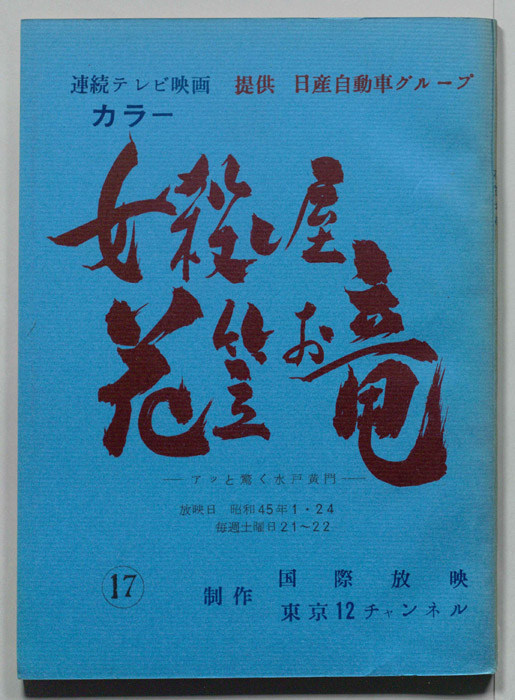 連続テレビ映画 提供 日産自動車グループ
カラー
女殺し屋
花笠お竜
―アッと驚く水戸黄門―
放映日 昭和45年1・24
毎週土曜日21～22
17
制作 国際放映
東京12チャンネル